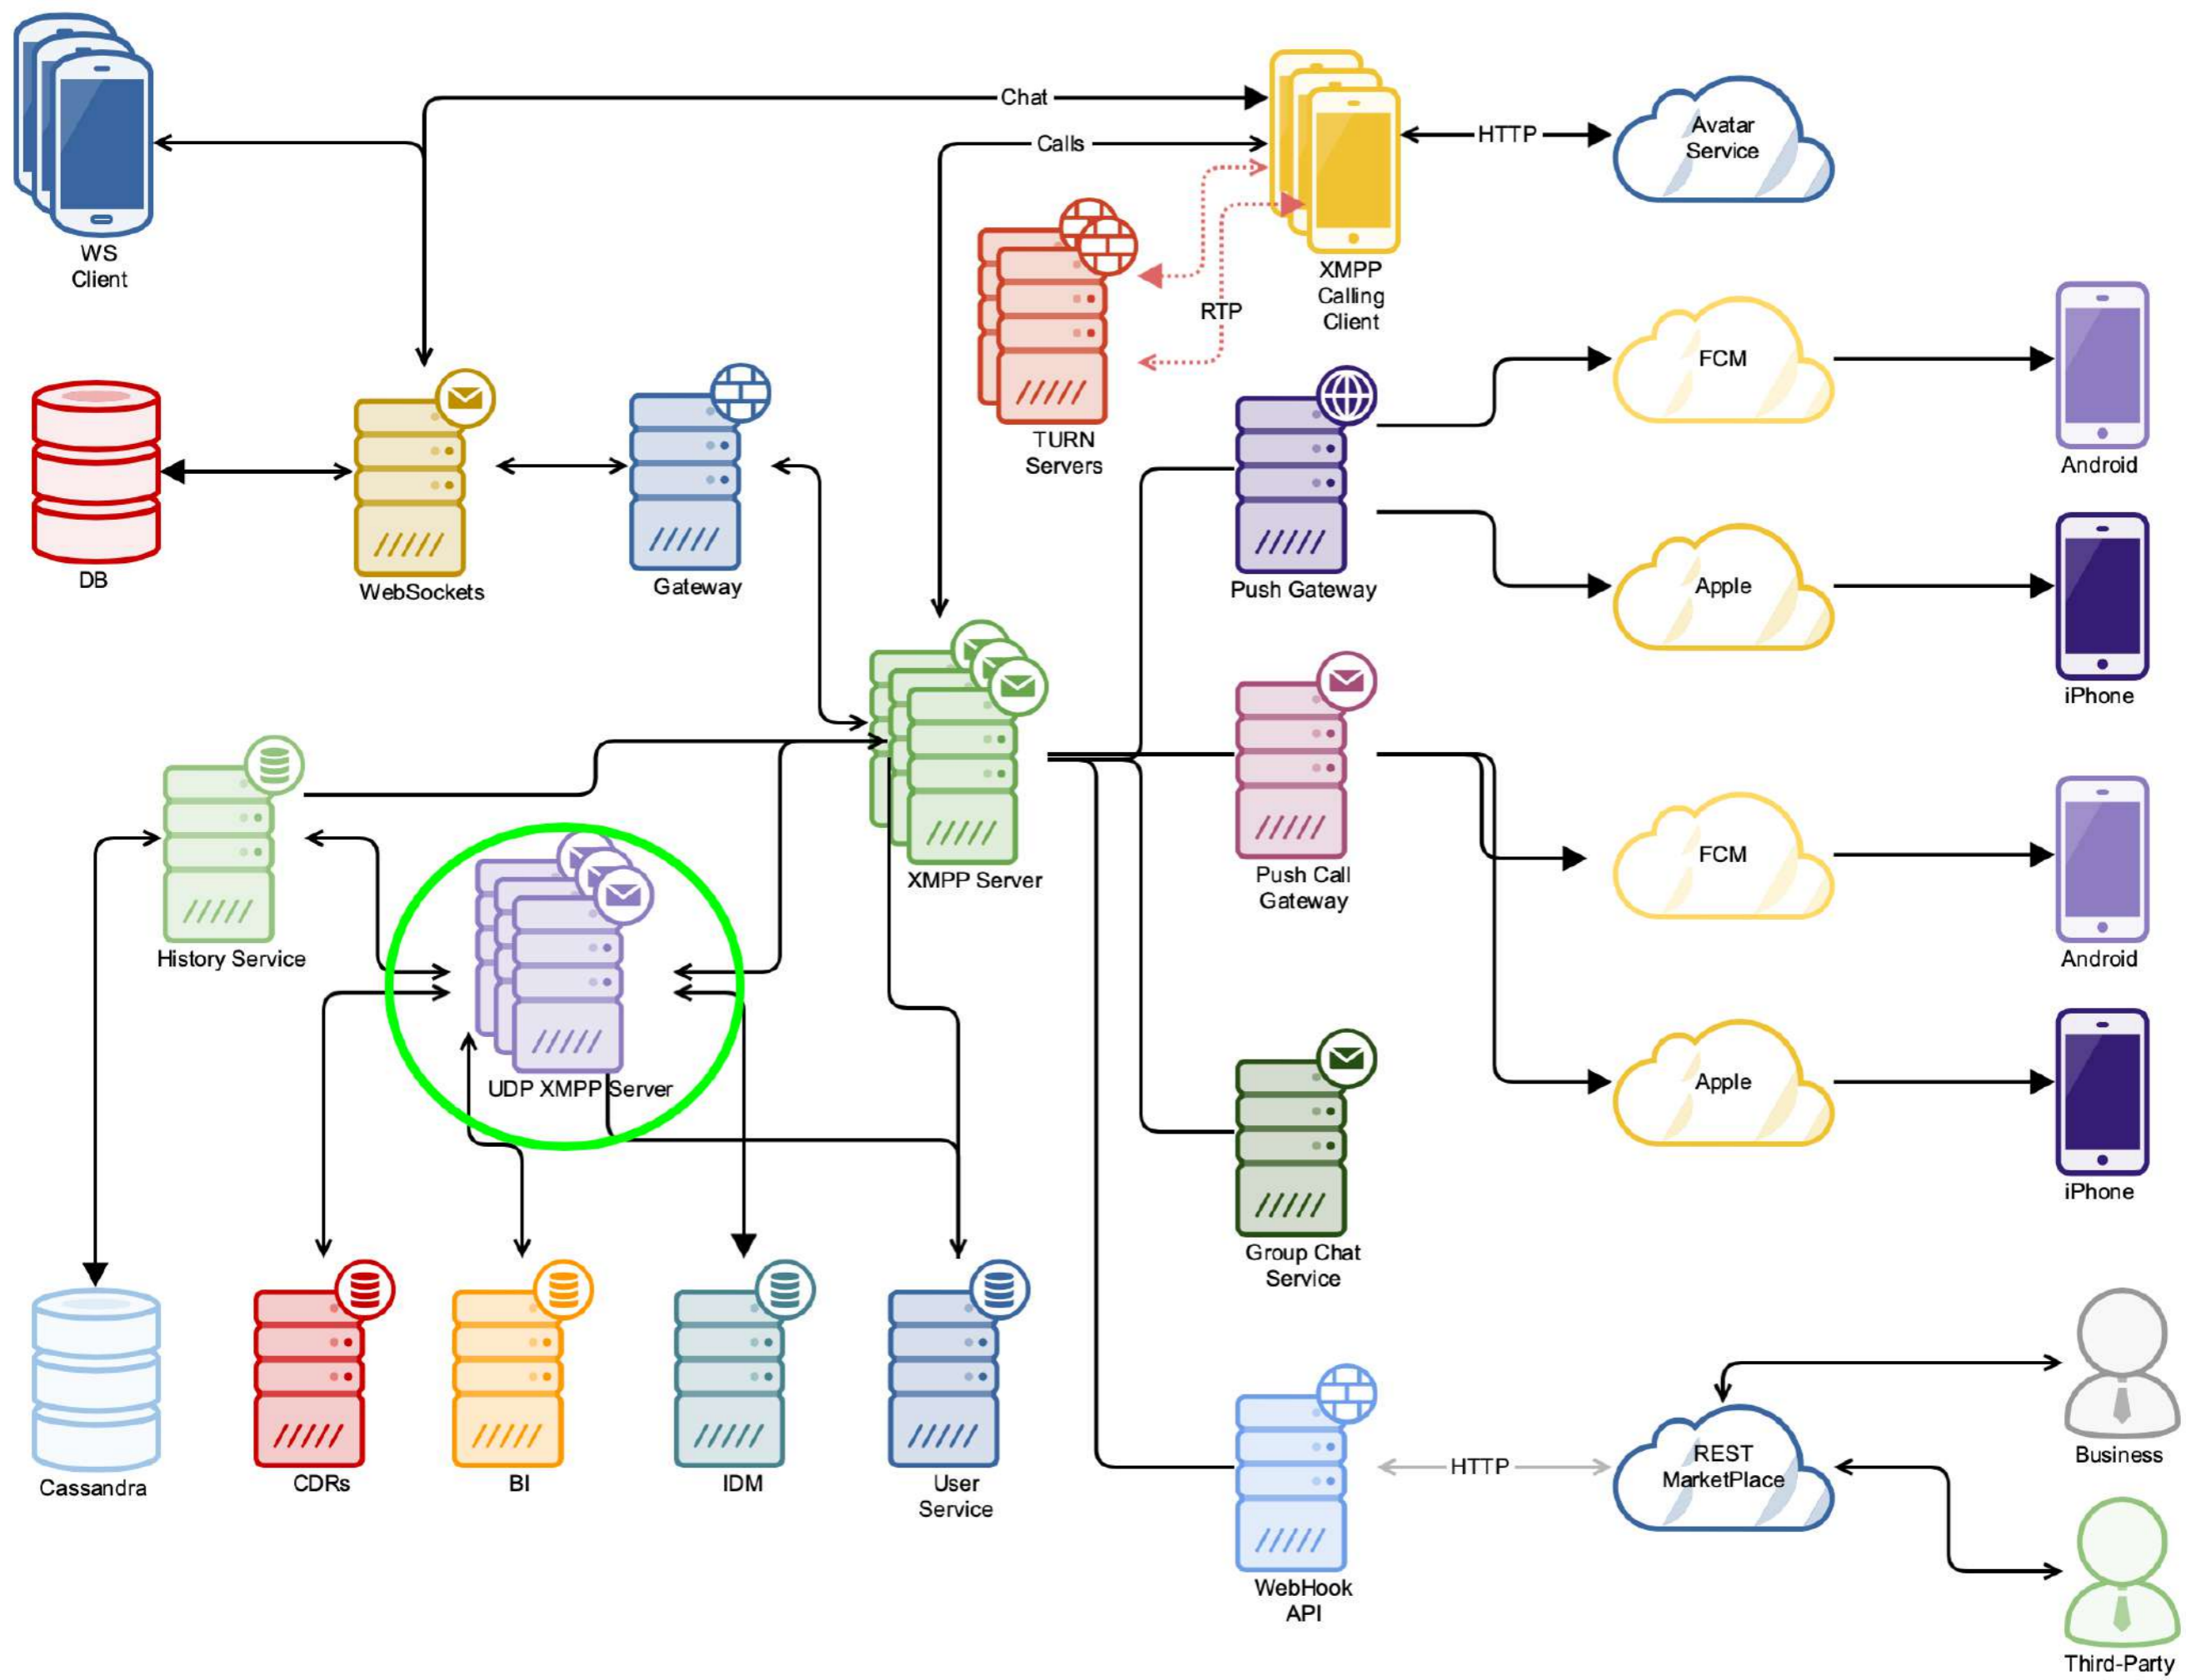 Chat
Avatar
Service
HTTP
Calls
WS
Client
XMPP
Calling
Client
RTP
FCM
Android
TURN
Servers
DB
WebSockets
Gateway
Push Gateway
Apple
iPhone
XMPP Server
Push Call
Gateway
FCM
Android
History Service
UDP XMPP Server
Apple
iPhone
Group Chat
Service
Cassandra
CDRs
BI
IDM
User
Service
HTTP
REST
MarketPlace
Business
WebHook
API
Third-Party